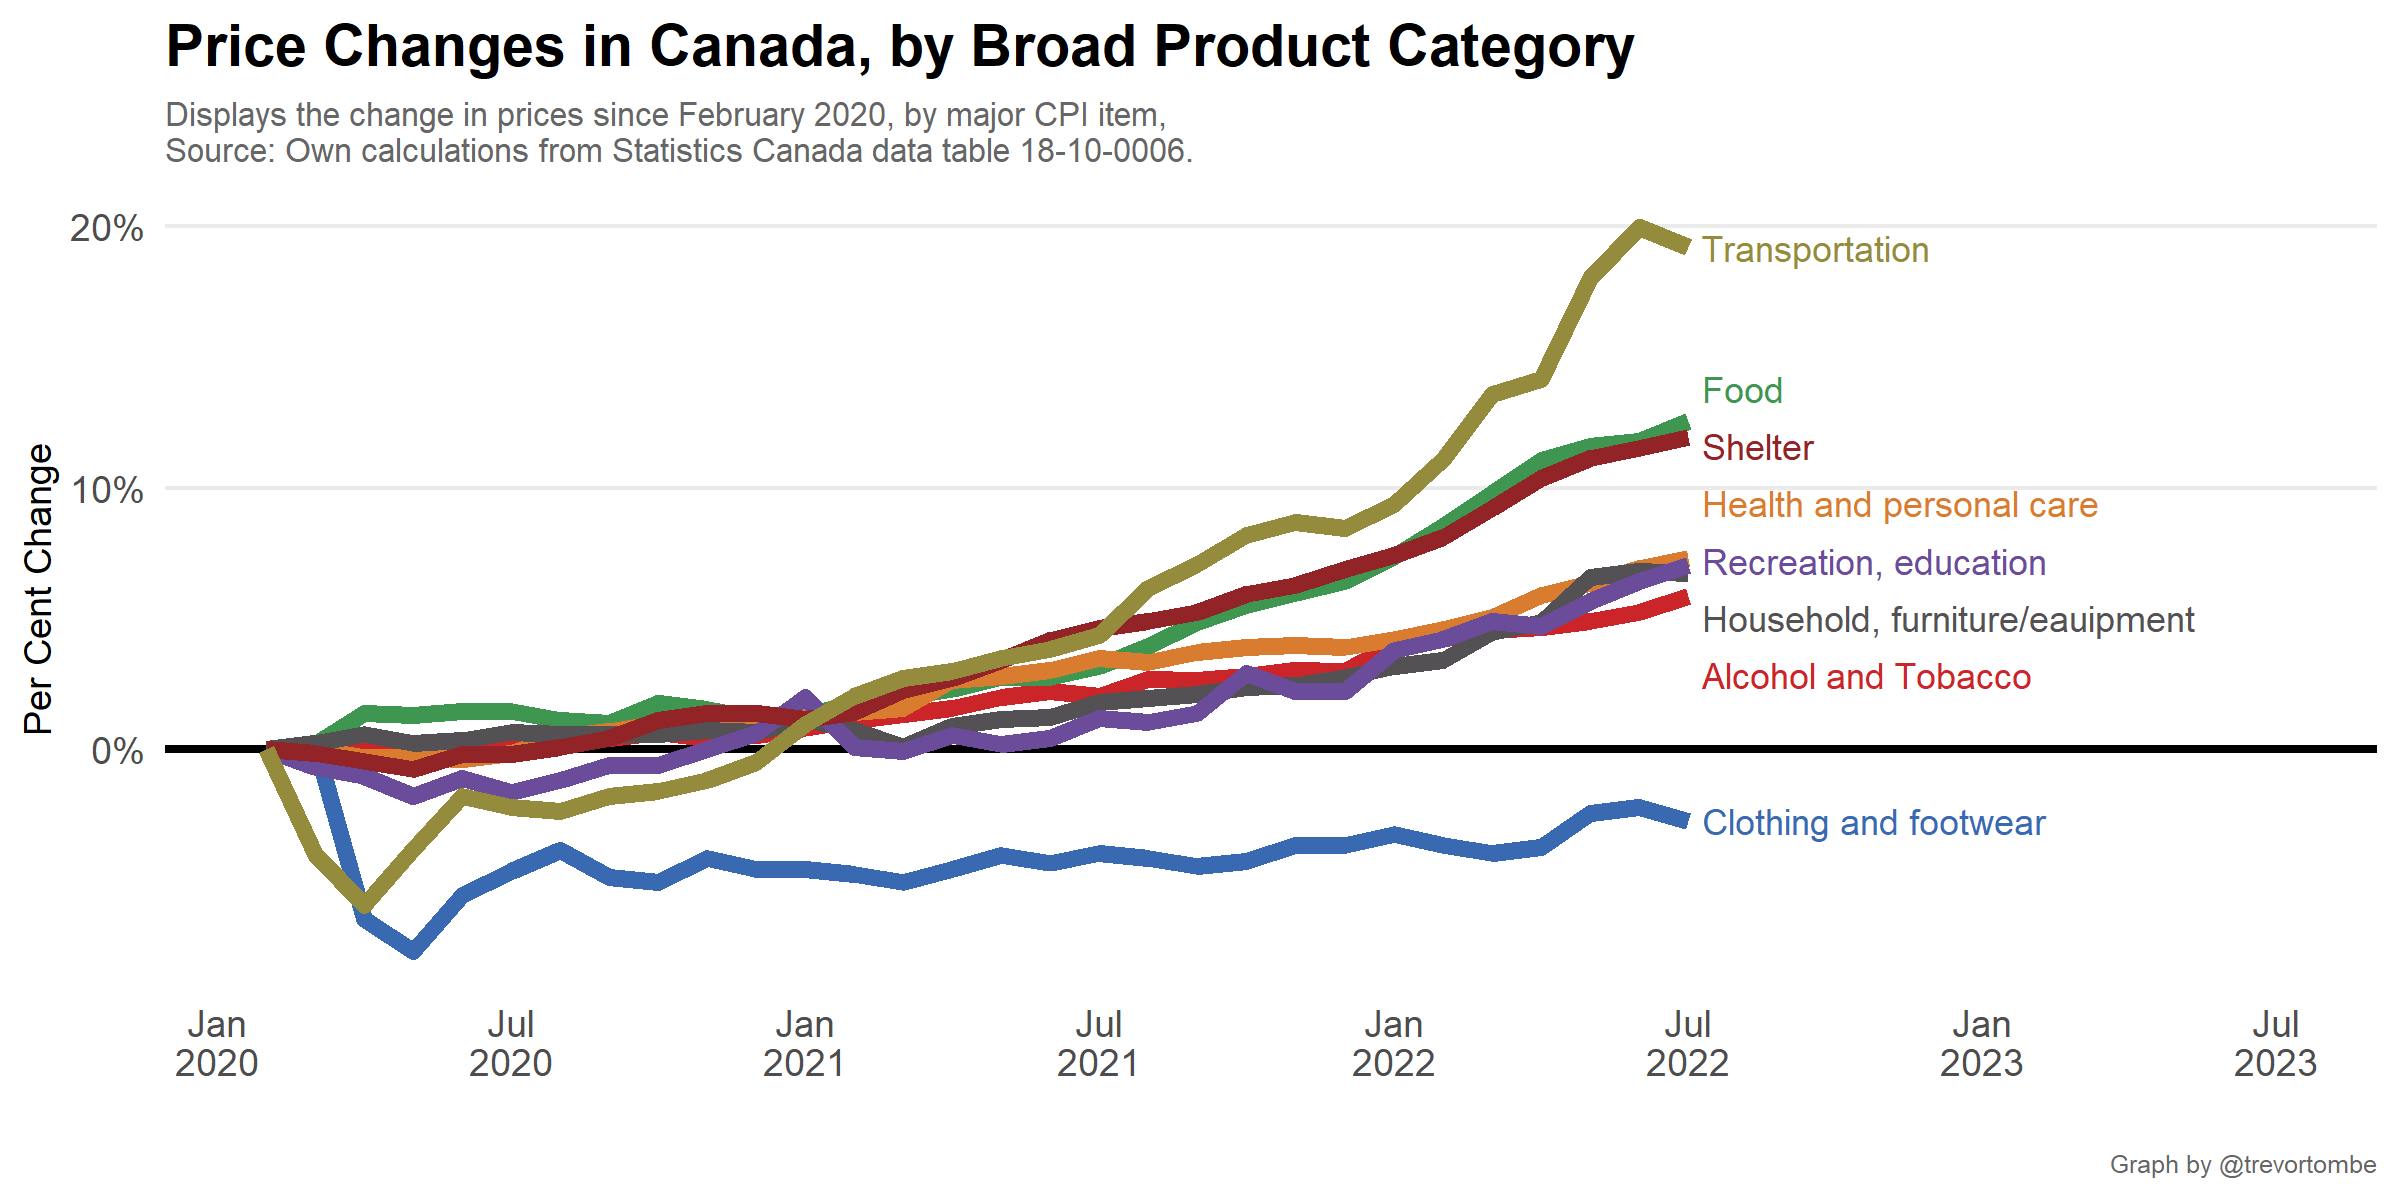 Price Changes in Canada, by Broad Product Category
Displays the change in prices since February 2020, by major CPI item,
Source: Own calculations from Statistics Canada data table 18-10-0006.
Per Cent Change
20%
10%
0%
Transportation
Food
Shelter
Health and personal care
Recreation, education
Household, furniture/eauipment
Alcohol and Tobacco
Clothing and footwear
Jan Jul Jan Jul Jan Jul Jan Jul
2020 2020 2021 2021 2022 2022 2023 2023
Graph by @trevortombe